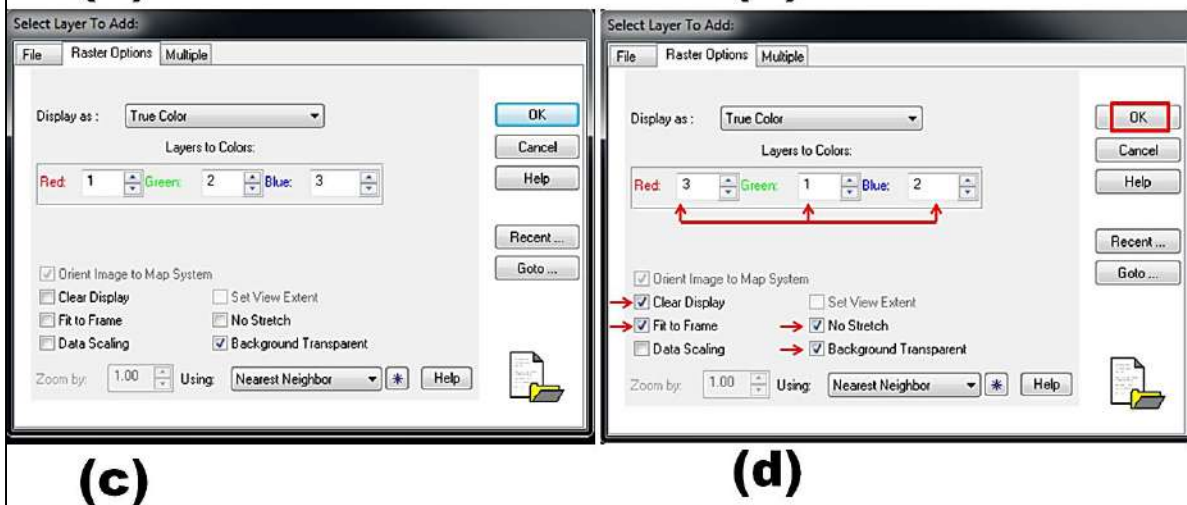 Select Layer To Add:
File Raster Options Multiple
Display as : True Color
OK
Layers to Colors:
Cancel
Red: 1 Green: 2 Blue: 3
Help
Recent ...
Orient Image to Map System
Goto ...
Clear Display Set View Extent
Fit to Frame No Stretch
Data Scaling Background Transparent
Zoom by: 1.00 Using: Nearest Neighbor * Help
(c)
Select Layer To Add:
File Raster Options Multiple
Display as : True Color
OK
Layers to Colors:
Cancel
Red: 3 Green: 1 Blue: 2
Help
Recent ...
Orient Image to Map System
Goto ...
Clear Display Set View Extent
Fit to Frame No Stretch
Data Scaling Background Transparent
Zoom by: 1.00 Using: Nearest Neighbor * Help
(d)